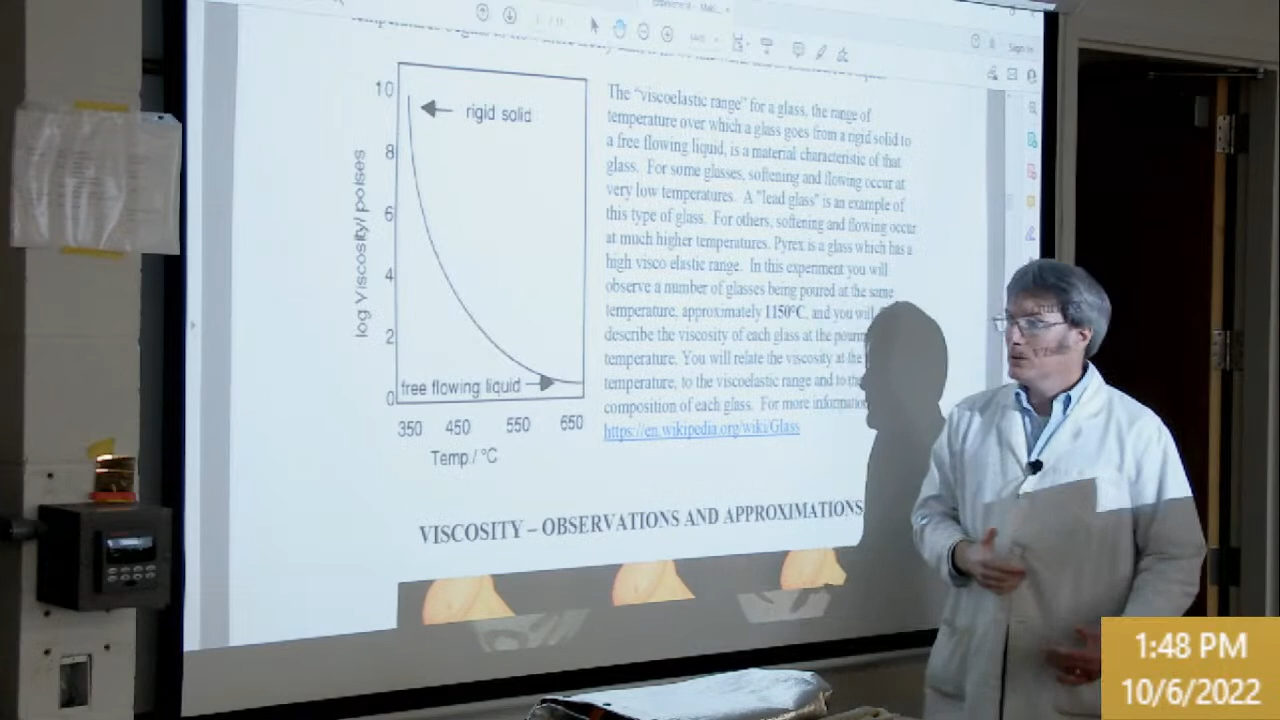 Sign In
10
8
6
4
2
0
log Viscosity/ poises
rigid solid
free flowing liquid
350 450 550 650
Temp./ °C
The "viscoelastic range" for a glass, the range of
temperature over which a glass goes from a rigid solid to
a free flowing liquid, is a material characteristic of that
glass. For some glasses, softening and flowing occur at
very low temperatures. A "lead glass" is an example of
this type of glass. For others, softening and flowing occur
at much higher temperatures. Pyrex is a glass which has a
high visco elastic range. In this experiment you will
observe a number of glasses being poured at the same
temperature, approximately 1150°C, and you will
describe the viscosity of each glass at the
temperature. You will relate the viscosity at the
temperature, to the viscoelastic range and to the
composition of each glass. For more information
https://en.wikipedia.org/wiki/Glass
VISCOSITY – OBSERVATIONS AND APPROXIMATIONS
1:48 PM
10/6/2022